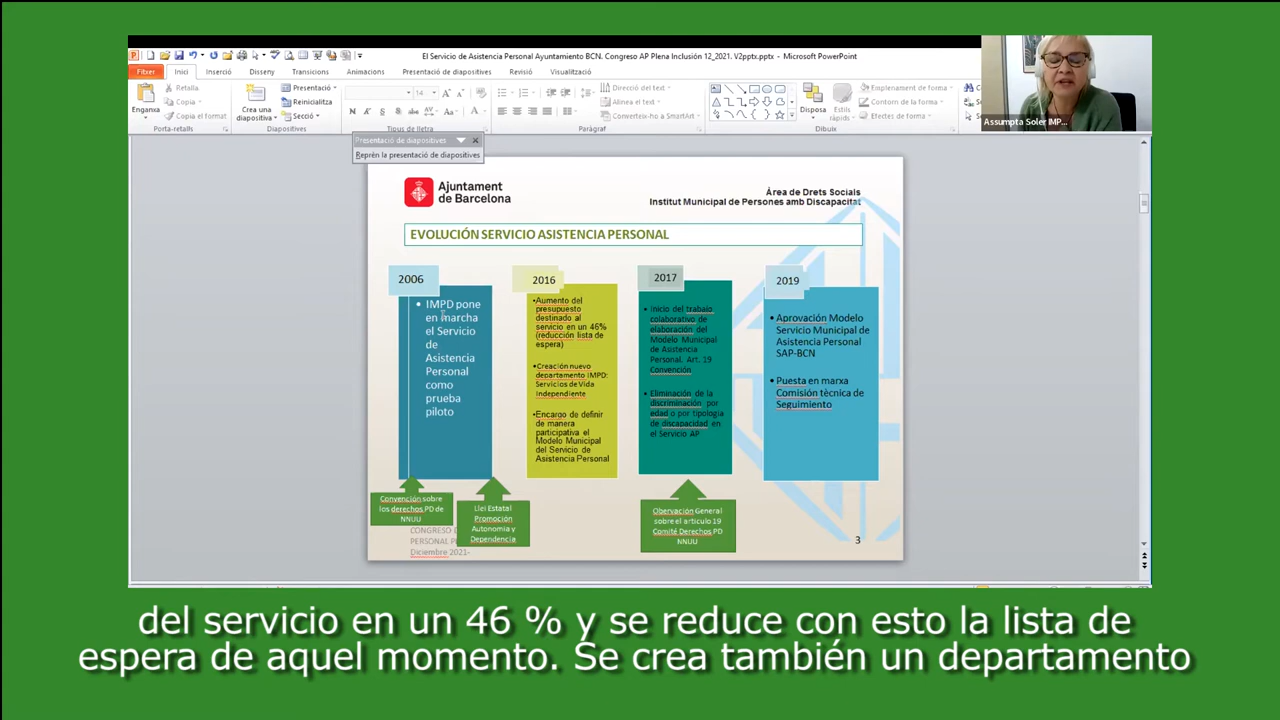 El Servicio de Asistencia Personal Ayuntamiento BCN. Congreso AP Plena Inclusión 12_2021. V2pptx.pptx - Microsoft PowerPoint
Fitxer Inici Inserció Disseny Transicions Animacions Presentació de diapositives Revisió Visualització
Enganxa
Retalla
Copia
Copia el format
Porta-retalls
Crea una
diapositiva
Presentació
Reinicialitza
Secció
Diapositives
14
Tipus de lletra
Direcció del text
Alinea el text
Converteix-ho a SmartArt
Paràgraf
Disposa
Estils
ràpids
Emplenament de forma
Contorn de la forma
Efectes de forma
Dibuix
Assumpta Soler IMP...
Presentació de diapositives
Reprèn la presentació de diapositives
Ajuntament
de Barcelona
Àrea de Drets Socials
Institut Municipal de Persones amb Discapacitat
EVOLUCIÓN SERVICIO ASISTENCIA PERSONAL
2006
IMPD pone
en marcha
el Servicio
de
Asistencia
Personal
como
prueba
piloto
2016
•Aumento del
presupuesto
destinado al
servicio en un 46%
(reducción lista de
espera)
•Creación nuevo
departamento IMPD:
Servicios de Vida
Independiente
•Encargo de definir
de manera
participativa el
Modelo Municipal
del Servicio de
Asistencia Personal
2017
• Inicio del trabajo
colaborativo de
elaboración del
Modelo Municipal
de Asistencia
Personal. Art. 19
Convención
• Eliminación de la
discriminación por
edad o por tipología
de discapacidad en
el Servicio AP
2019
• Aprovación Modelo
Servicio Municipal de
Asistencia Personal
SAP-BCN
• Puesta en marxa
Comisión tècnica de
Seguimiento
Convención sobre
los derechos PD de
NNUU
Llei Estatal
Promoción
Autonomia y
Dependencia
Obervación General
sobre el articulo 19
Comité Derechos PD
NNUU
CONGRESO
PERSONAL
Diciembre 2021-
3
del servicio en un 46 % y se reduce con esto la lista de
espera de aquel momento. Se crea también un departamento